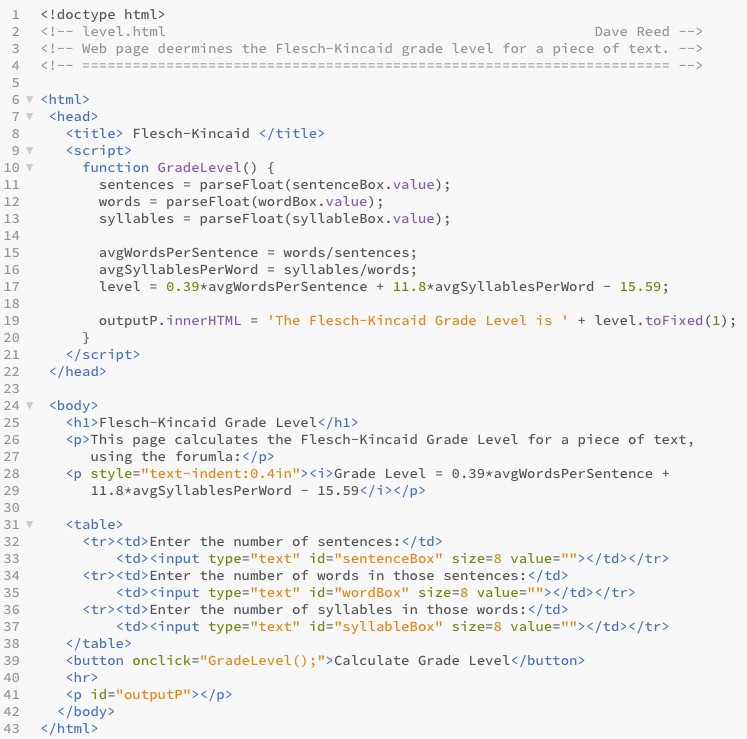 1 <!doctype html>
2 <!-- level.html                                                    Dave Reed -->
3 <!-- Web page deermines the Flesch-Kincaid grade level for a piece of text. -->
4 <!-- ====================================================================== -->
5
6 <html>
7  <head>
8    <title> Flesch-Kincaid </title>
9    <script>
10      function GradeLevel() {
11        sentences = parseFloat(sentenceBox.value);
12        words = parseFloat(wordBox.value);
13        syllables = parseFloat(syllableBox.value);
14
15        avgWordsPerSentence = words/sentences;
16        avgSyllablesPerWord = syllables/words;
17        level = 0.39*avgWordsPerSentence + 11.8*avgSyllablesPerWord - 15.59;
18
19        outputP.innerHTML = 'The Flesch-Kincaid Grade Level is ' + level.toFixed(1);
20      }
21    </script>
22  </head>
23
24  <body>
25    <h1>Flesch-Kincaid Grade Level</h1>
26    <p>This page calculates the Flesch-Kincaid Grade Level for a piece of text,
27       using the forumla:</p>
28    <p style="text-indent:0.4in"><i>Grade Level = 0.39*avgWordsPerSentence +
29       11.8*avgSyllablesPerWord - 15.59</i></p>
30
31    <table>
32      <tr><td>Enter the number of sentences:</td>
33          <td><input type="text" id="sentenceBox" size=8 value=""></td></tr>
34      <tr><td>Enter the number of words in those sentences:</td>
35          <td><input type="text" id="wordBox" size=8 value=""></td></tr>
36      <tr><td>Enter the number of syllables in those words:</td>
37          <td><input type="text" id="syllableBox" size=8 value=""></td></tr>
38    </table>
39    <button onclick="GradeLevel();">Calculate Grade Level</button>
40    <hr>
41    <p id="outputP"></p>
42   </body>
43 </html>